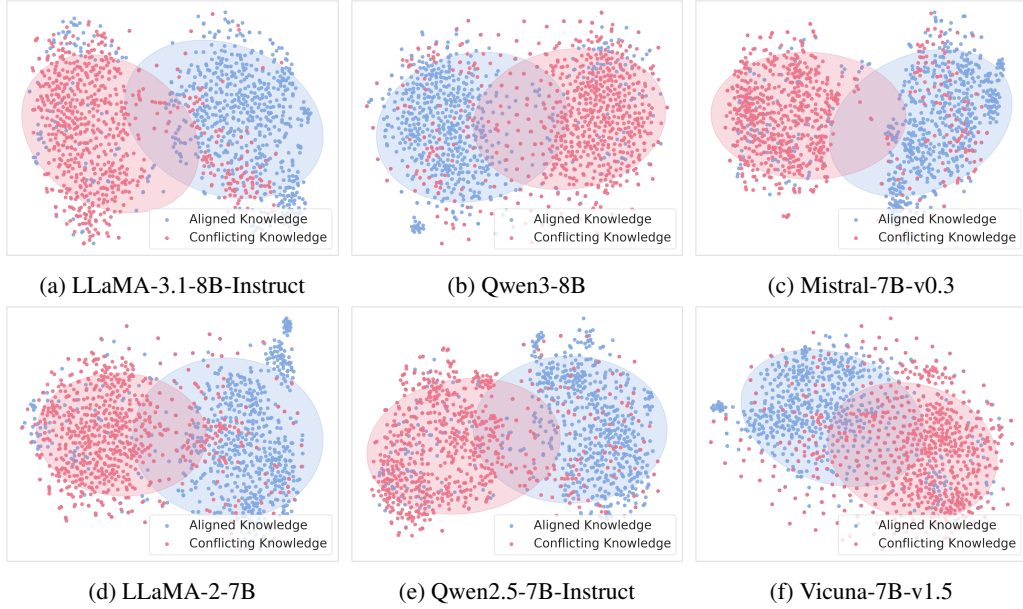 Aligned Knowledge
Conflicting Knowledge
Aligned Knowledge
Conflicting Knowledge
Aligned Knowledge
Conflicting Knowledge
(a) LLaMA-3.1-8B-Instruct
(b) Qwen3-8B
(c) Mistral-7B-v0.3
Aligned Knowledge
Conflicting Knowledge
Aligned Knowledge
Conflicting Knowledge
Aligned Knowledge
Conflicting Knowledge
(d) LLaMA-2-7B
(e) Qwen2.5-7B-Instruct
(f) Vicuna-7B-v1.5